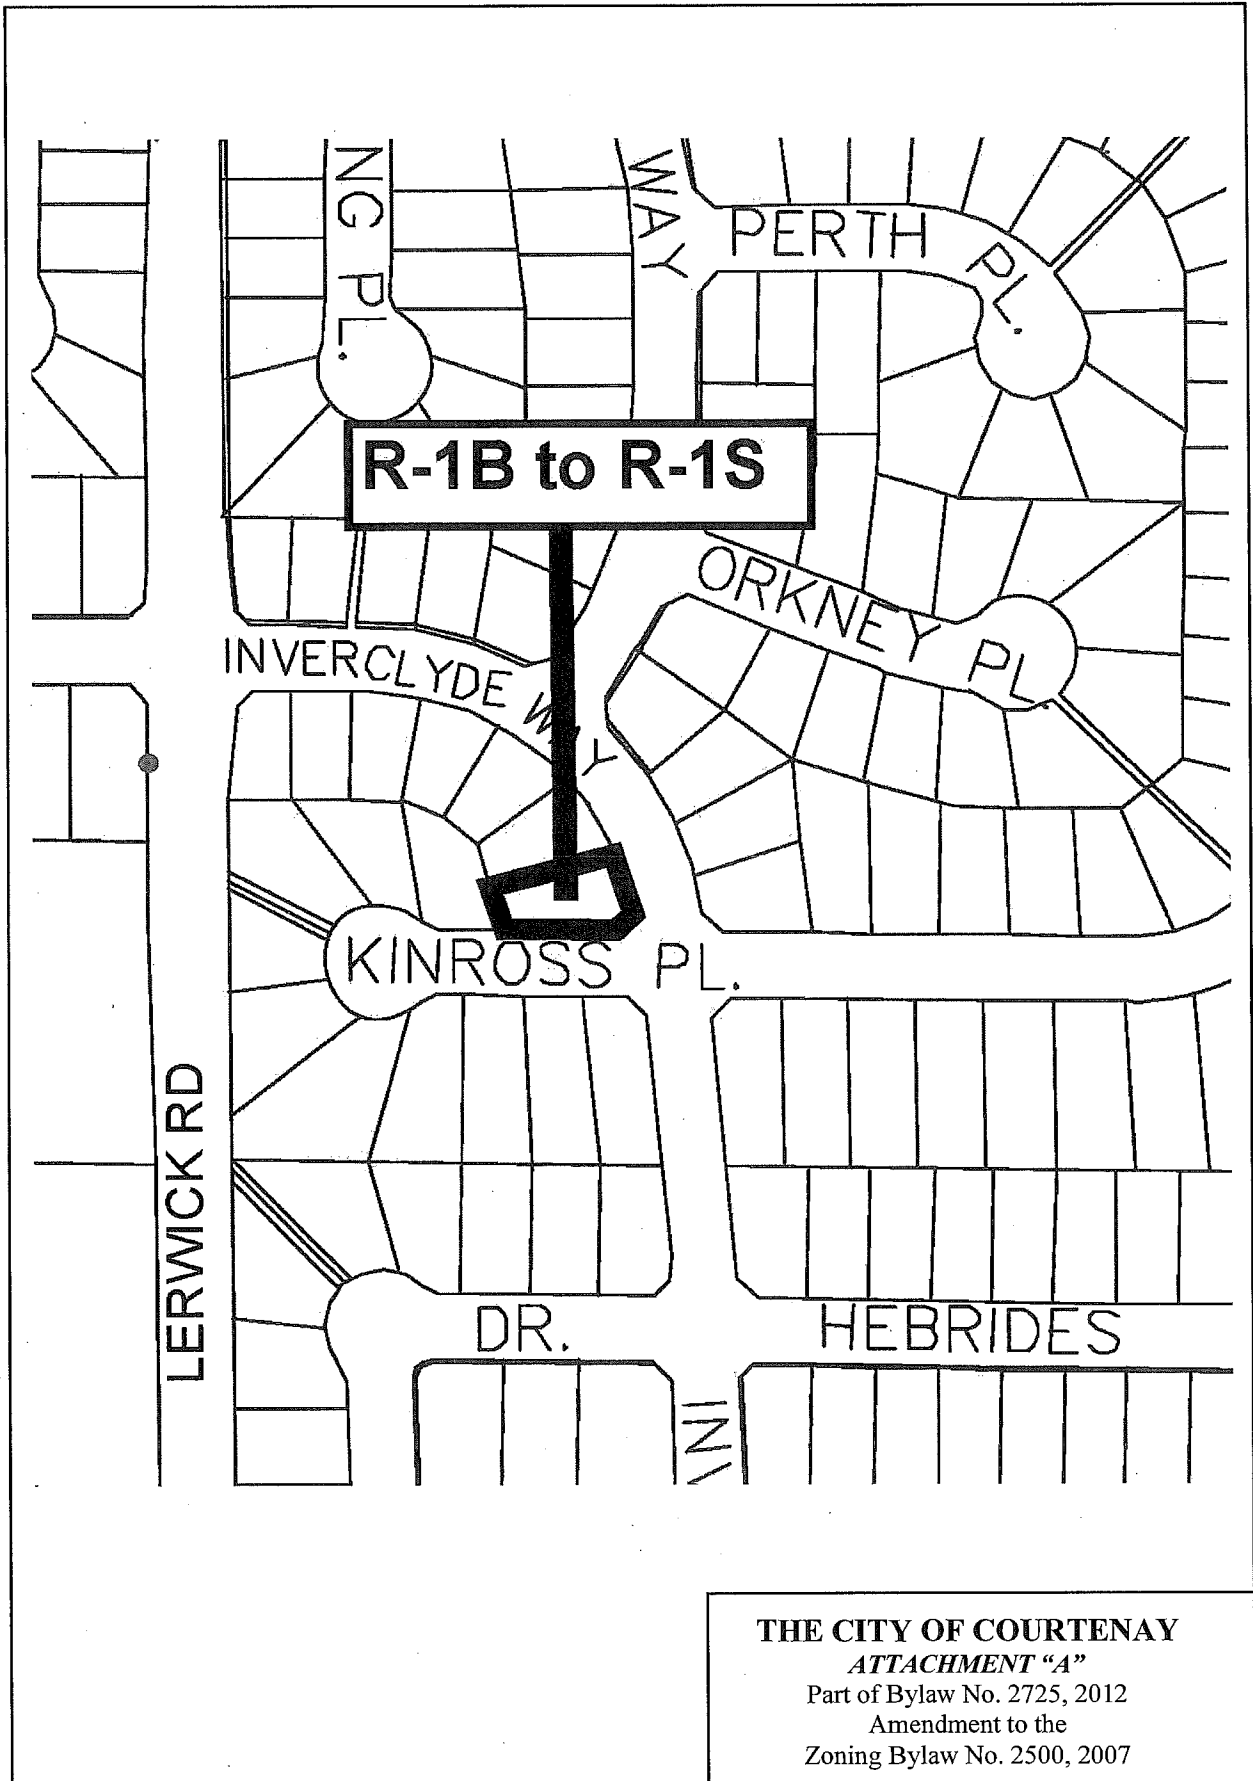 NG PL.
WAY
PERTH PL.
R-1B to R-1S
ORKNEY PL.
INVERCLYDE WAY
KINROSS PL.
LERWICK RD
DR.
HEBRIDES
INV
THE CITY OF COURTENAY
ATTACHMENT “A”
Part of Bylaw No. 2725, 2012
Amendment to the
Zoning Bylaw No. 2500, 2007